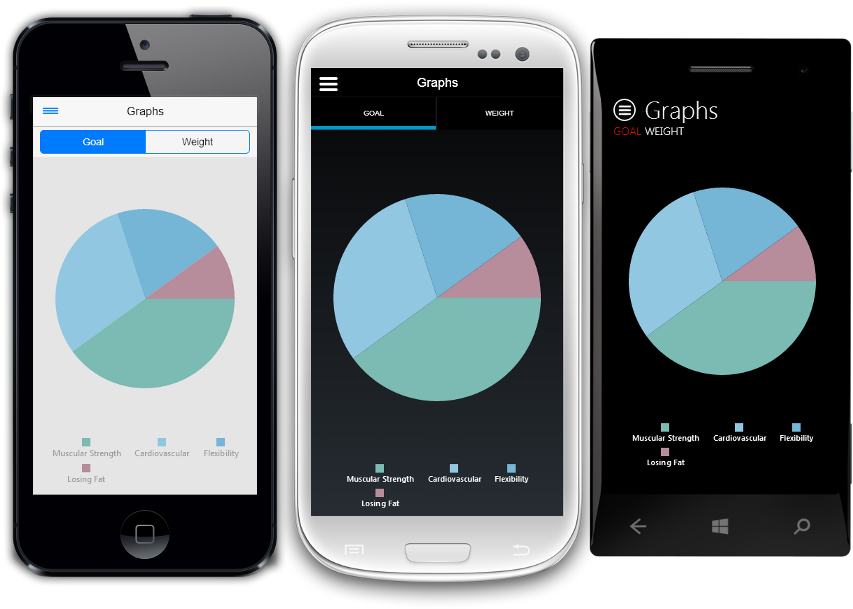 Graphs
Goal Weight
Muscular Strength Cardiovascular Flexibility
Losing Fat
Graphs
GOAL WEIGHT
Muscular Strength Cardiovascular Flexibility
Losing Fat
Graphs
GOAL WEIGHT
Muscular Strength Cardiovascular Flexibility
Losing Fat